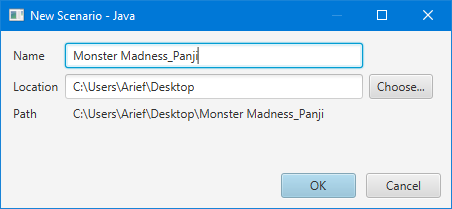 New Scenario - Java
Name Monster Madness_Panji
Location C:\Users\Arief\Desktop Choose...
Path C:\Users\Arief\Desktop\Monster Madness_Panji
OK Cancel